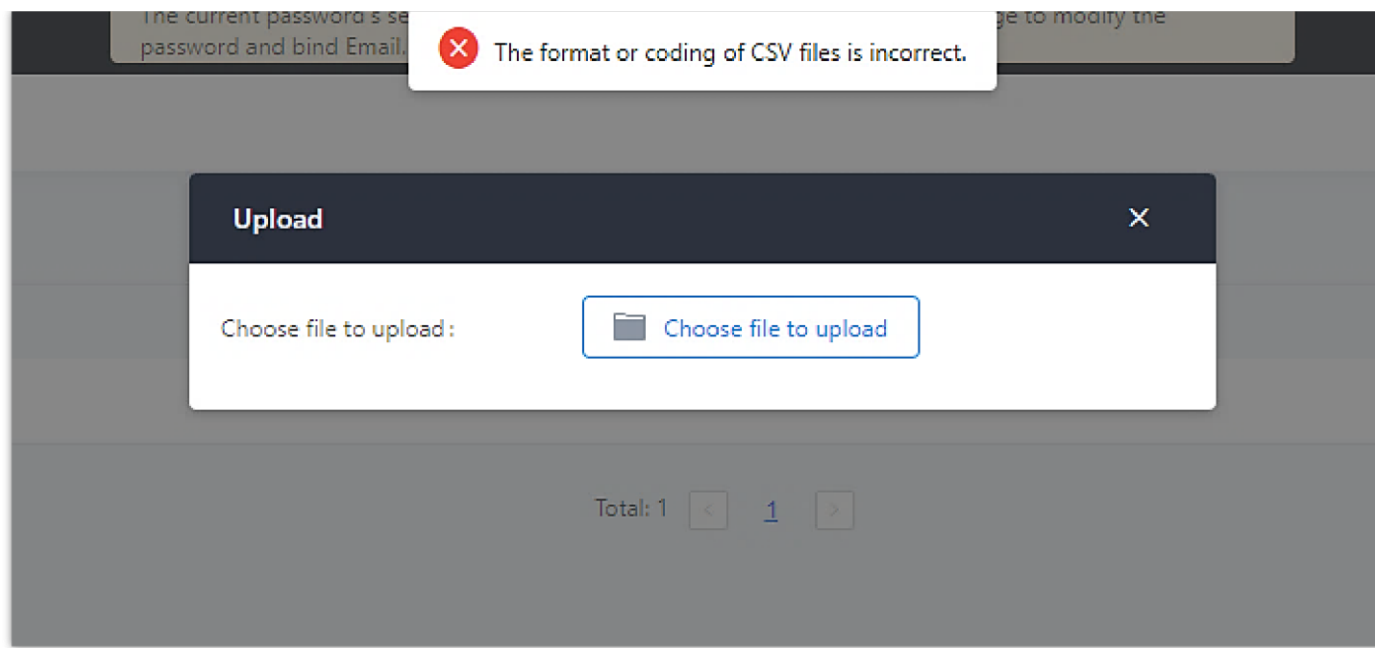 The current password's se ge to modify the
password and bind Email.
The format or coding of CSV files is incorrect.
Upload
Choose file to upload :
Choose file to upload
Total: 1 < 1 >